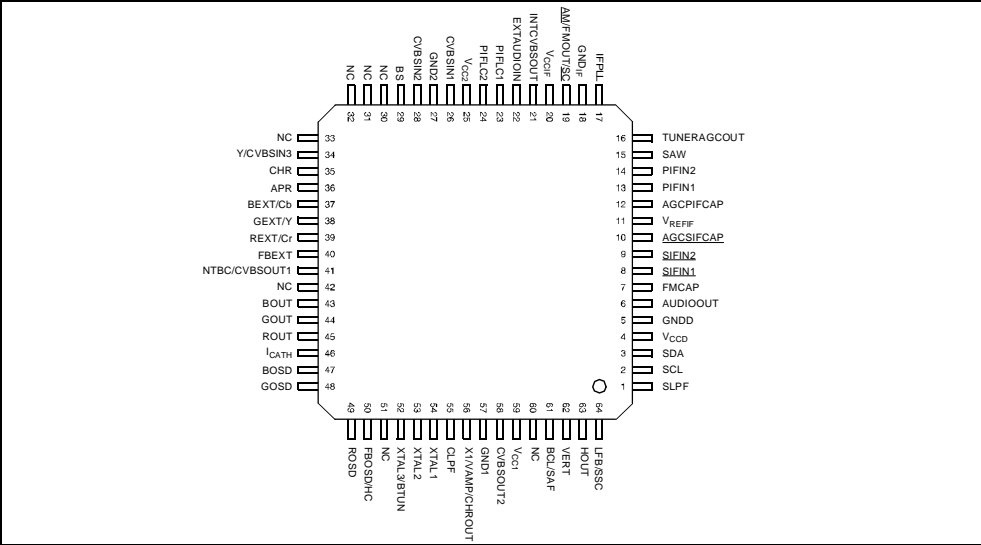 NC
NC
NC
BS
CVBSIN2
GND2
CVBSIN1
VCC2
PIFLC2
PIFLC1
EXTAUDIOIN
INTCVBSOUT
VCCIF
AM/FMOUT/SC
GNDIF
IFPLL
32 31 30 29 28 27 26 25 24 23 22 21 20 19 18 17
NC 33
Y/CVBSIN3 34
CHR 35
APR 36
BEXT/Cb 37
GEXT/Y 38
REXT/Cr 39
FBEXT 40
NTBC/CVBSOUT1 41
NC 42
BOUT 43
GOUT 44
ROUT 45
ICATH 46
BOSD 47
GOSD 48
16 TUNERAGCOUT
15 SAW
14 PIFIN2
13 PIFIN1
12 AGCPIFCAP
11 VREFIF
10 AGCSIFCAP
9 SIFIN2
8 SIFIN1
7 FMCAP
6 AUDIOOUT
5 GNDD
4 VCCD
3 SDA
2 SCL
1 SLPF
49 50 51 52 53 54 55 56 57 58 59 60 61 62 63 64
ROSD
FBOSD/HC
NC
XTAL3/BTUN
XTAL2
XTAL1
CLPF
X1/VAMP/CHROUT
GND1
CVBSOUT2
VCC1
NC
BCL/SAF
VERT
HOUT
LFB/SSC